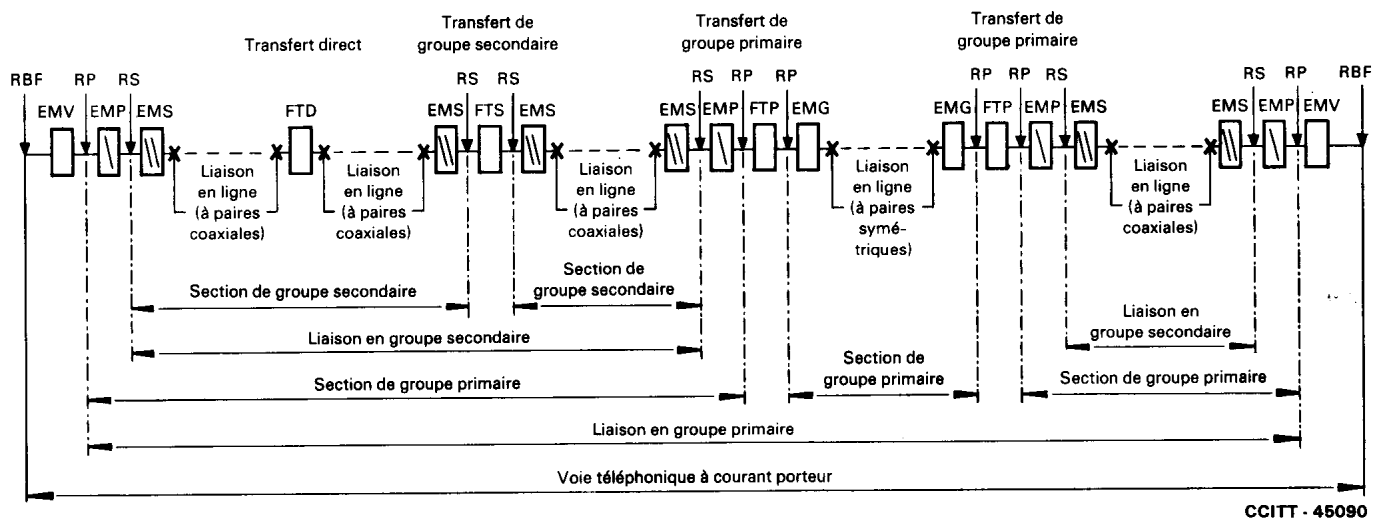 Transfert direct
Transfert de
groupe secondaire
Transfert de
groupe primaire
Transfert de
groupe primaire
RBF RP RS RS RS RS RP RP RP RP RS RS RP RBF
EMV EMP EMS FTD EMS FTS EMS EMS EMP FTP EMG EMG FTP EMP EMS EMS EMP EMV
Liaison
en ligne
(à paires
coaxiales)
Liaison
en ligne
(à paires
coaxiales)
Liaison
en ligne
(à paires
coaxiales)
Liaison
en ligne
(à paires
symé-
triques)
Liaison
en ligne
(à paires
coaxiales)
Section de groupe secondaire
Section de
groupe secondaire
Liaison en
groupe secondaire
Liaison en groupe secondaire
Section de
groupe primaire
Section de groupe primaire
Section de groupe primaire
Liaison en groupe primaire
Voie téléphonique à courant porteur
CCITT - 45090